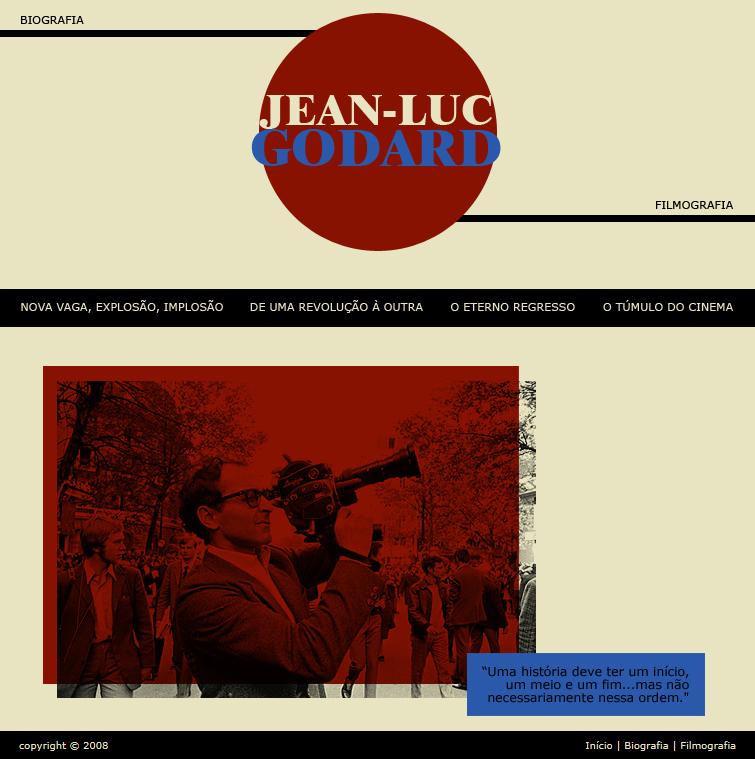 BIOGRAFIA
JEAN-LUC
GODARD
FILMOGRAFIA
NOVA VAGA, EXPLOSÃO, IMPLOSÃO DE UMA REVOLUÇÃO À OUTRA O ETERNO REGRESSO O TÚMULO DO CINEMA
“Uma história deve ter um início,
um meio e um fim...mas não
necessariamente nessa ordem."
copyright © 2008 Início | Biografia | Filmografia